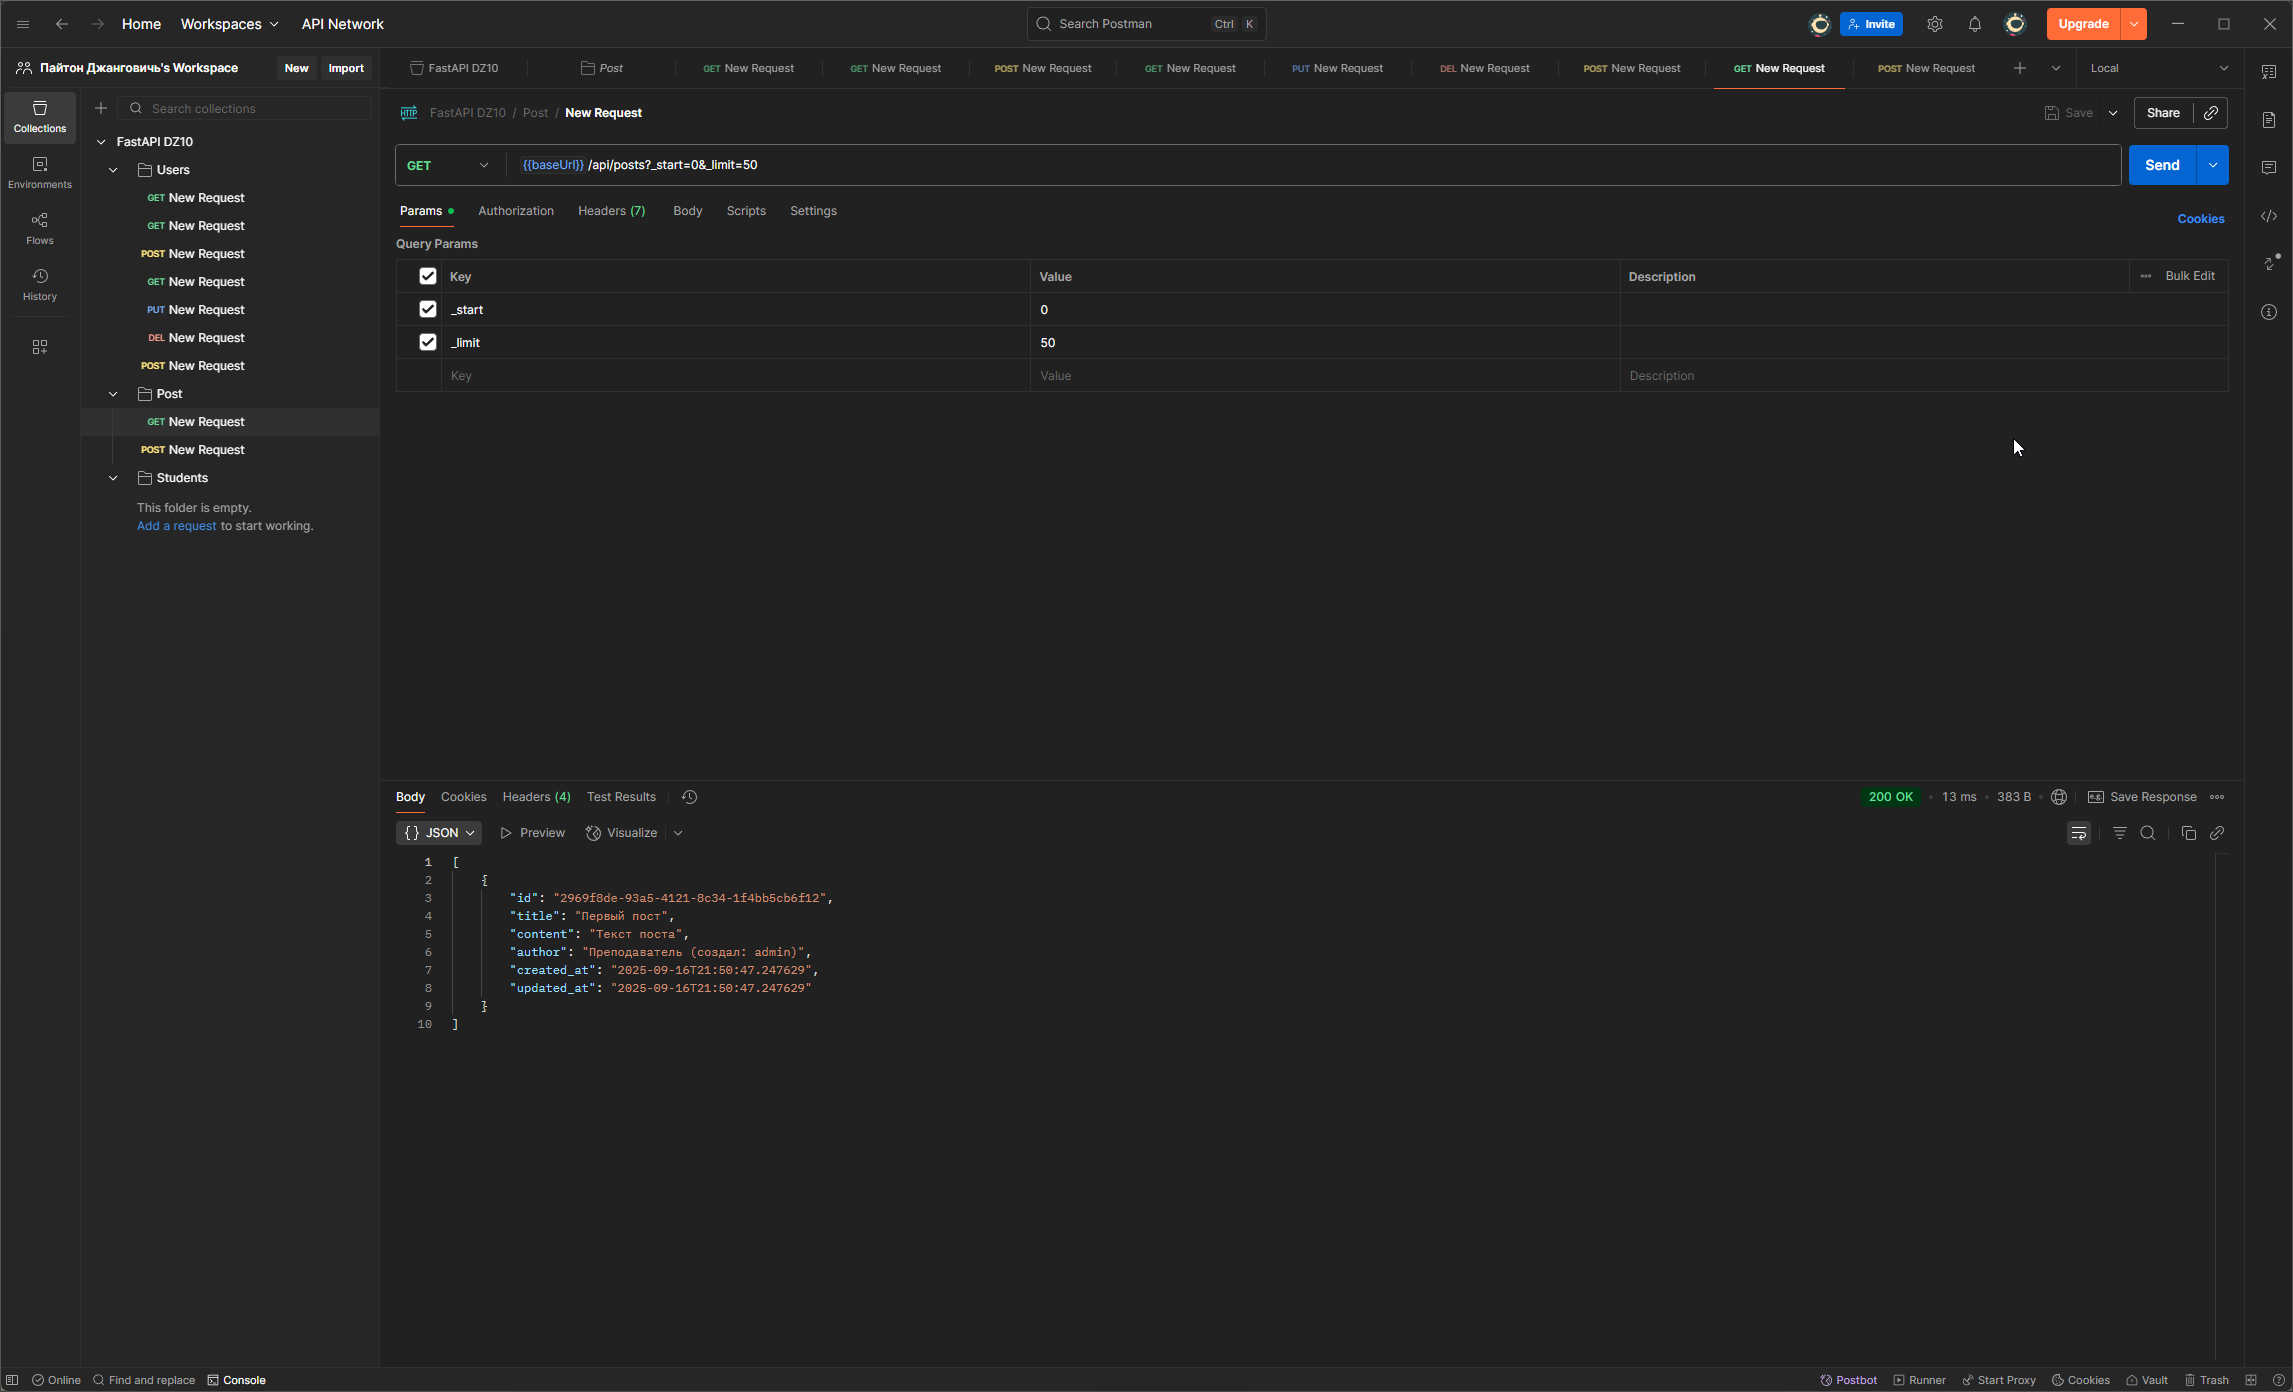 Home Workspaces API Network Search Postman Ctrl K Invite Upgrade
Пайтон Джанговичь's Workspace New Import
FastAPI DZ10 Post GET New Request GET New Request POST New Request GET New Request PUT New Request DEL New Request POST New Request GET New Request POST New Request Local
Collections
Environments
Flows
History
Search collections
FastAPI DZ10
Users
GET New Request
GET New Request
POST New Request
GET New Request
PUT New Request
DEL New Request
POST New Request
Post
GET New Request
POST New Request
Students
This folder is empty.
Add a request to start working.
HTTP FastAPI DZ10 / Post / New Request Save Share
GET {{baseUrl}} /api/posts?_start=0&_limit=50 Send
Params Authorization Headers (7) Body Scripts Settings Cookies
Query Params
Key Value Description Bulk Edit
_start 0
_limit 50
Key Value Description
Body Cookies Headers (4) Test Results 200 OK 13 ms 383 B e.g. Save Response
{} JSON Preview Visualize
1 [
2 {
3 "id": "2969f8de-93a5-4121-8c34-1f4bb5cb6f12",
4 "title": "Первый пост",
5 "content": "Текст поста",
6 "author": "Преподаватель (создал: admin)",
7 "created_at": "2025-09-16T21:50:47.247629",
8 "updated_at": "2025-09-16T21:50:47.247629"
9 }
10 ]
Online Find and replace Console Postbot Runner Start Proxy Cookies Vault Trash